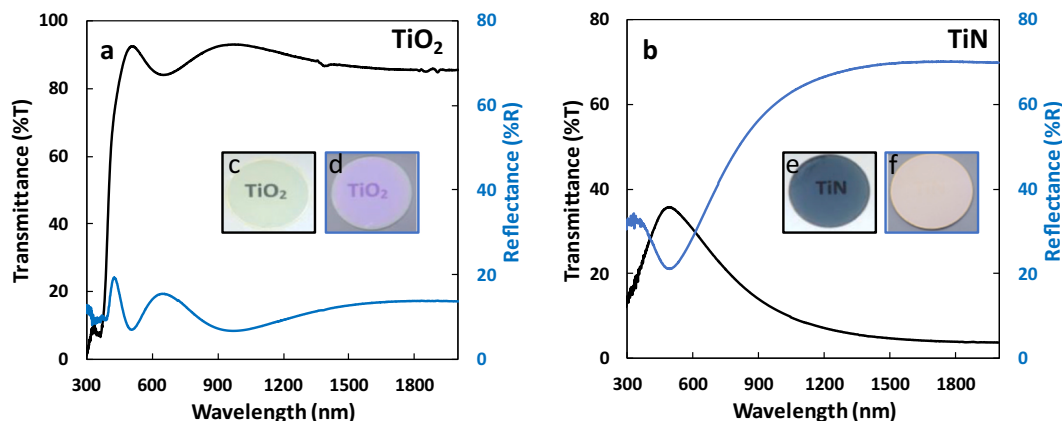 a
TiO₂
Transmittance (%T)
100
80
60
40
20
0
Reflectance (%R)
80
60
40
20
0
c
TiO₂
d
TiO₂
300 600 900 1200 1500 1800
Wavelength (nm)
b
TiN
Transmittance (%T)
80
60
40
20
0
Reflectance (%R)
80
60
40
20
0
e
TiN
f
300 600 900 1200 1500 1800
Wavelength (nm)